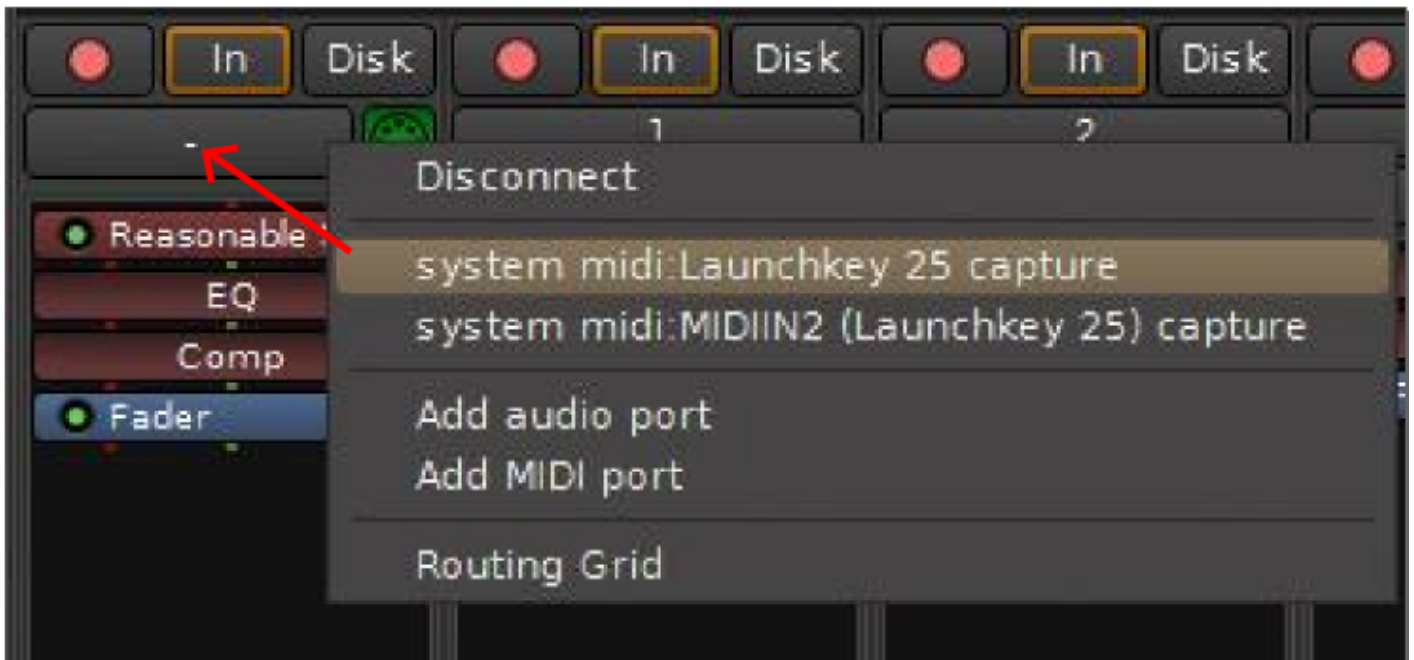 In Disk In Disk In Disk
- 1 2
Disconnect
Reasonable
system midi:Launchkey 25 capture
EQ
system midi:MIDIIN2 (Launchkey 25) capture
Comp
Fader
Add audio port
Add MIDI port
Routing Grid